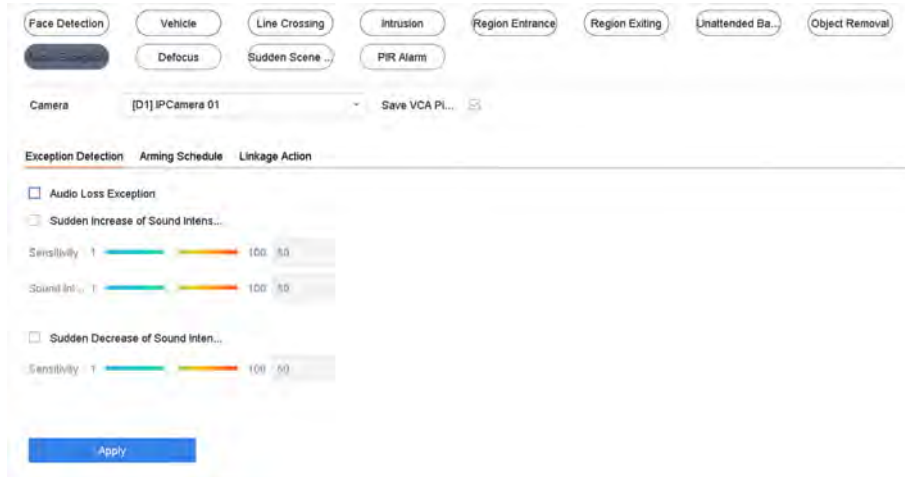 Face Detection Vehicle Line Crossing Intrusion Region Entrance Region Exiting Unattended Ba... Object Removal
Defocus Sudden Scene ... PIR Alarm
Camera [D1] IPCamera 01 Save VCA Pi...
Exception Detection Arming Schedule Linkage Action
Audio Loss Exception
Sudden Increase of Sound Intens...
Sensitivity 1 100 50
Sound Int... 1 100 50
Sudden Decrease of Sound Inten...
Sensitivity 1 100 50
Apply